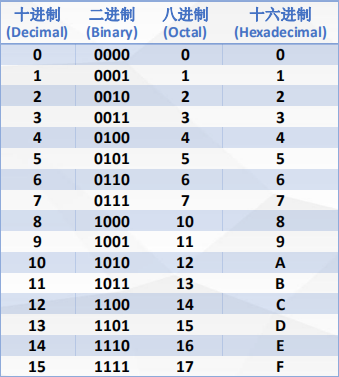 十进制 二进制 八进制 十六进制
(Decimal) (Binary) (Octal) (Hexadecimal)
0 0000 0 0
1 0001 1 1
2 0010 2 2
3 0011 3 3
4 0100 4 4
5 0101 5 5
6 0110 6 6
7 0111 7 7
8 1000 10 8
9 1001 11 9
10 1010 12 A
11 1011 13 B
12 1100 14 C
13 1101 15 D
14 1110 16 E
15 1111 17 F